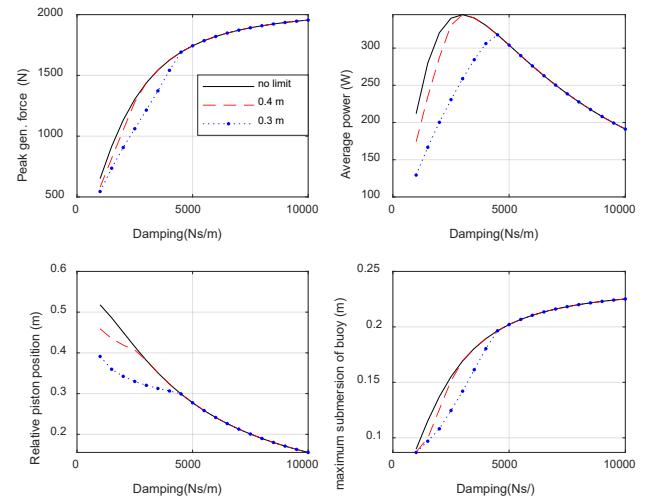 2000
1500
1000
500
0
5000
10000
Peak gen. force
(N)
Damping(Ns/m)
no limit
0.4 m
0.3 m
300
250
200
150
100
0
5000
10000
Average power (W)
Damping(Ns/m)
0.6
0.5
0.4
0.3
0.2
0
5000
10000
Relative piston position (m)
Damping(Ns/m)
0.25
0.2
0.15
0.1
0
5000
10000
maximum submersion of buoy (m)
Damping(Ns/)